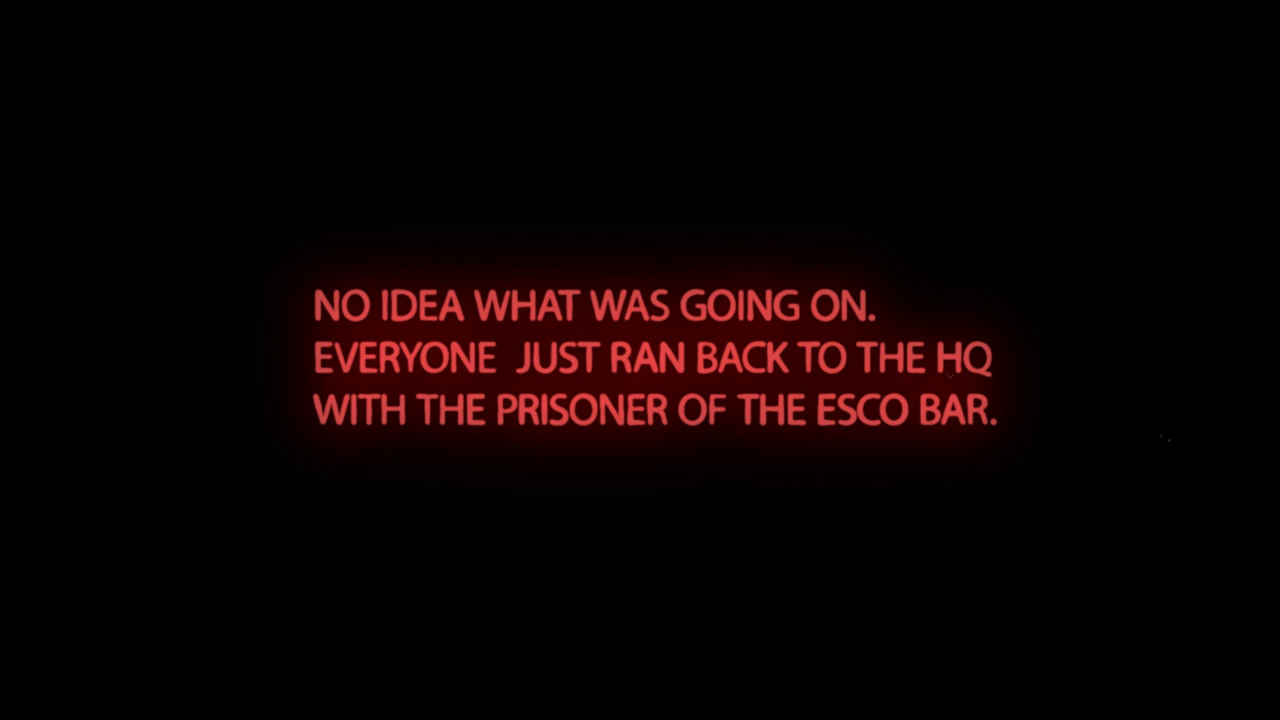 NO IDEA WHAT WAS GOING ON.
EVERYONE  JUST RAN BACK TO THE HQ
WITH THE PRISONER OF THE ESCO BAR.